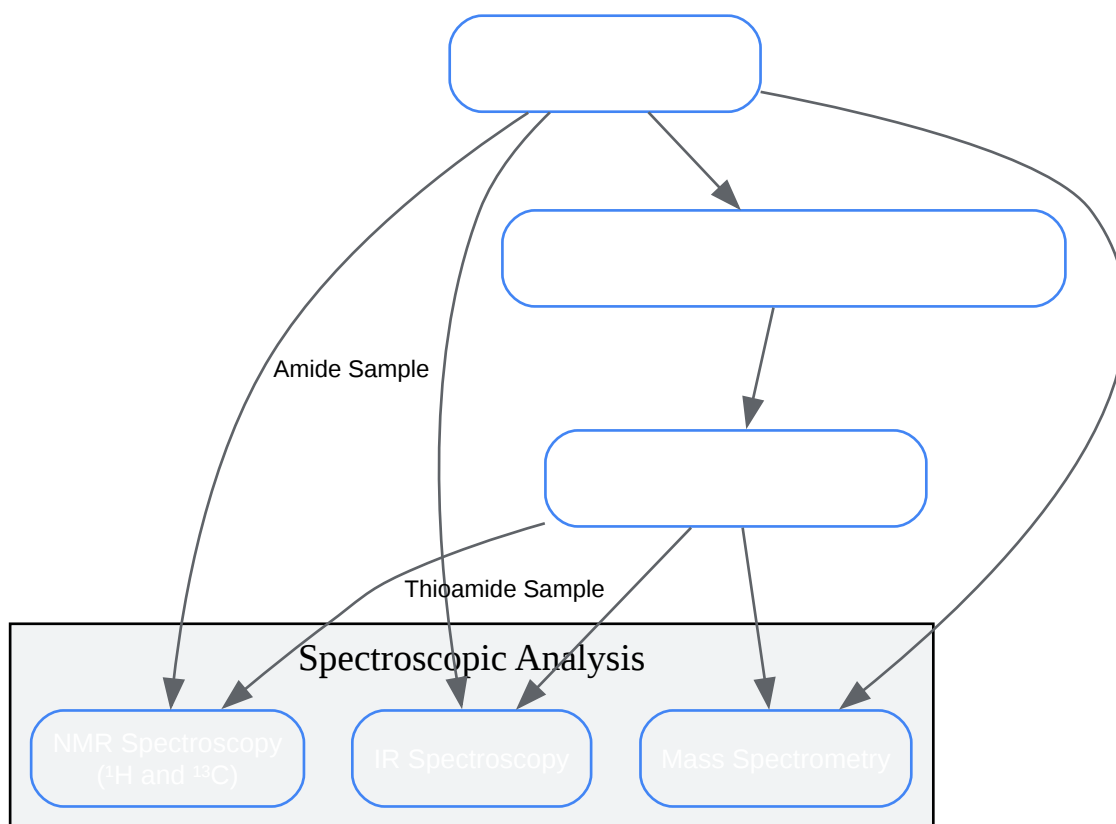 Amide Sample
Thioamide Sample
Spectroscopic Analysis
NMR Spectroscopy
(¹H and ¹³C)
IR Spectroscopy
Mass Spectrometry